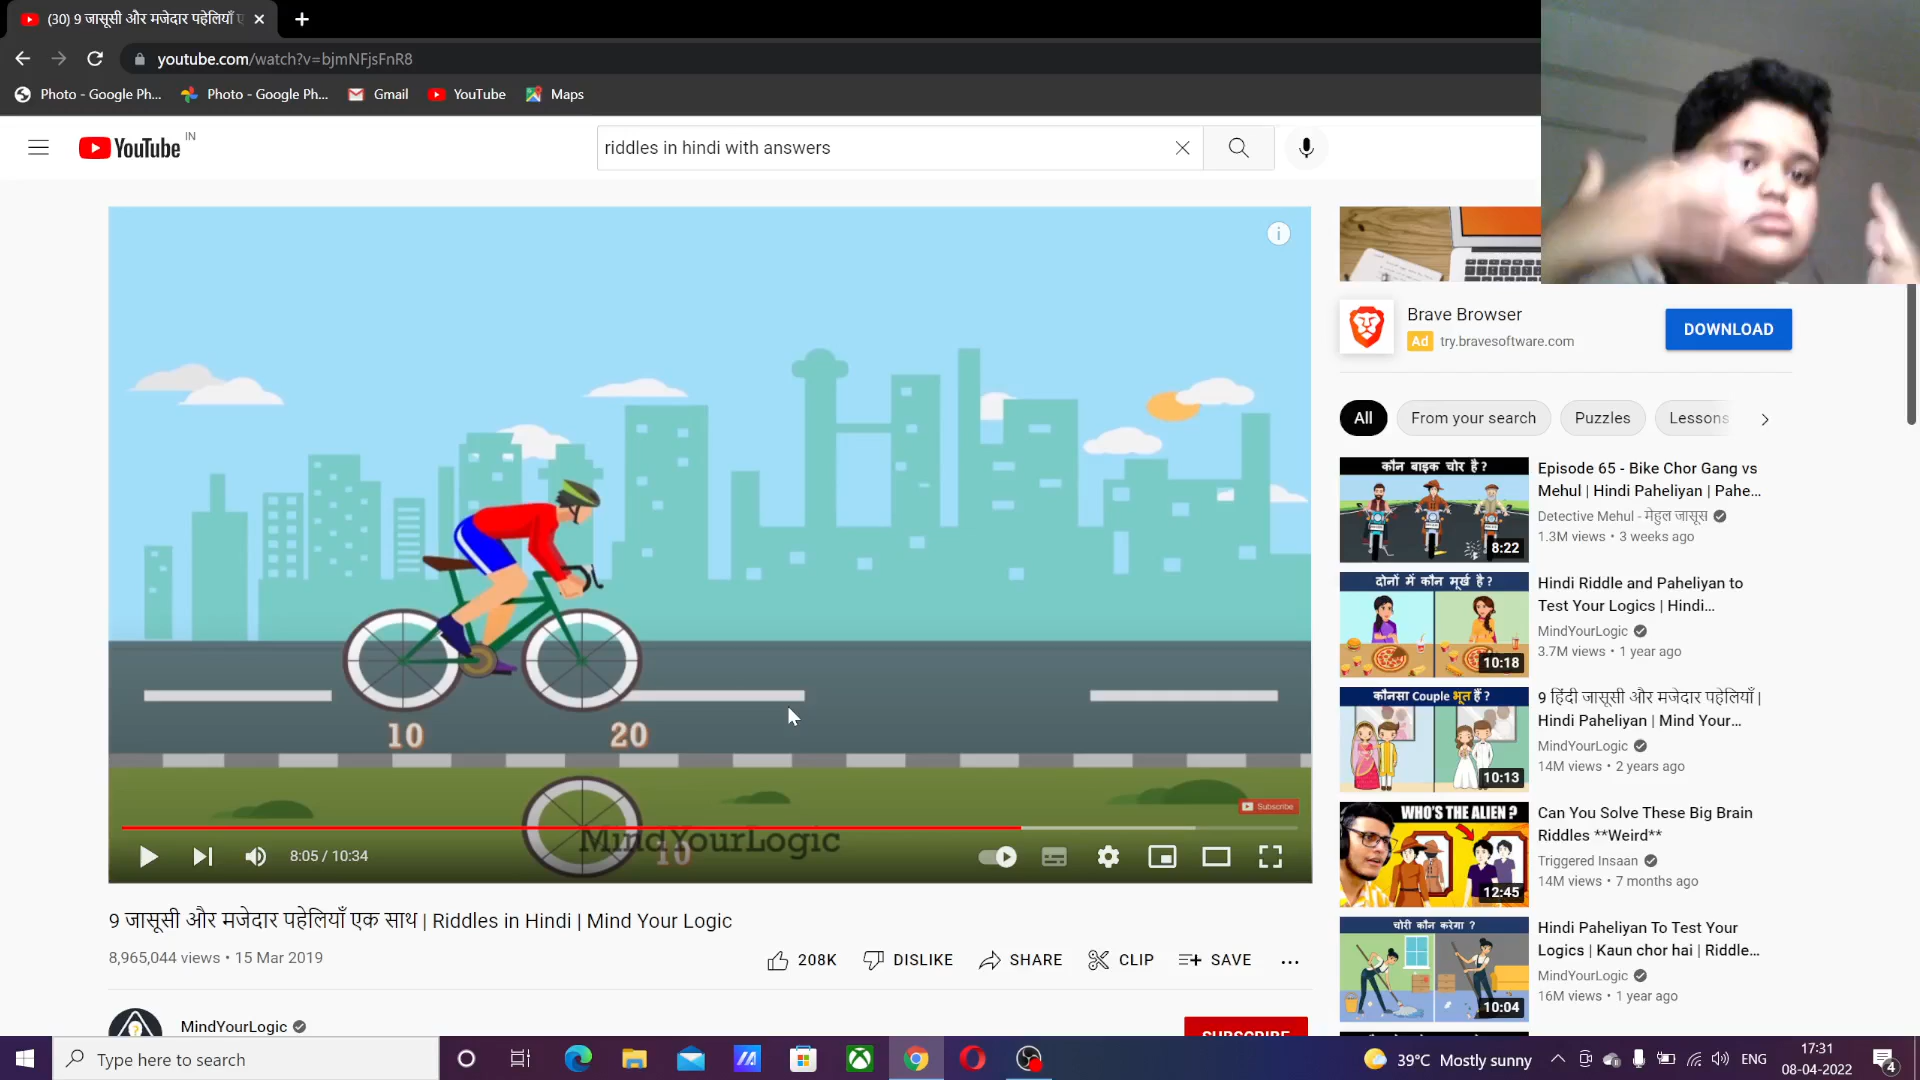 (30) 9 जासूसी और मजेदार पहेलियाँ ए
youtube.com/watch?v=bjmNFjsFnR8
Photo - Google Ph... Photo - Google Ph... Gmail YouTube Maps
YouTube IN
riddles in hindi with answers
10 20
10
MindYourLogic
Subscribe
8:05 / 10:34
9 जासूसी और मजेदार पहेलियाँ एक साथ | Riddles in Hindi | Mind Your Logic
8,965,044 views • 15 Mar 2019
208K DISLIKE SHARE CLIP SAVE ...
MindYourLogic
SUBSCRIBE
Brave Browser
Ad try.bravesoftware.com
DOWNLOAD
All From your search Puzzles Lessons
कौन बाइक चोर है ?
8:22
Episode 65 - Bike Chor Gang vs
Mehul | Hindi Paheliyan | Pahe...
Detective Mehul - मेहुल जासूस
1.3M views • 3 weeks ago
दोनों में कौन मूर्ख है ?
10:18
Hindi Riddle and Paheliyan to
Test Your Logics | Hindi...
MindYourLogic
3.7M views • 1 year ago
कौनसा Couple भूत हैं ?
10:13
9 हिंदी जासूसी और मजेदार पहेलियाँ |
Hindi Paheliyan | Mind Your...
MindYourLogic
14M views • 2 years ago
WHO'S THE ALIEN ?
12:45
Can You Solve These Big Brain
Riddles **Weird**
Triggered Insaan
14M views • 7 months ago
चोरी कौन करेगा ?
10:04
Hindi Paheliyan To Test Your
Logics | Kaun chor hai | Riddle...
MindYourLogic
16M views • 1 year ago
Type here to search
39°C Mostly sunny
ENG
17:31
08-04-2022
4